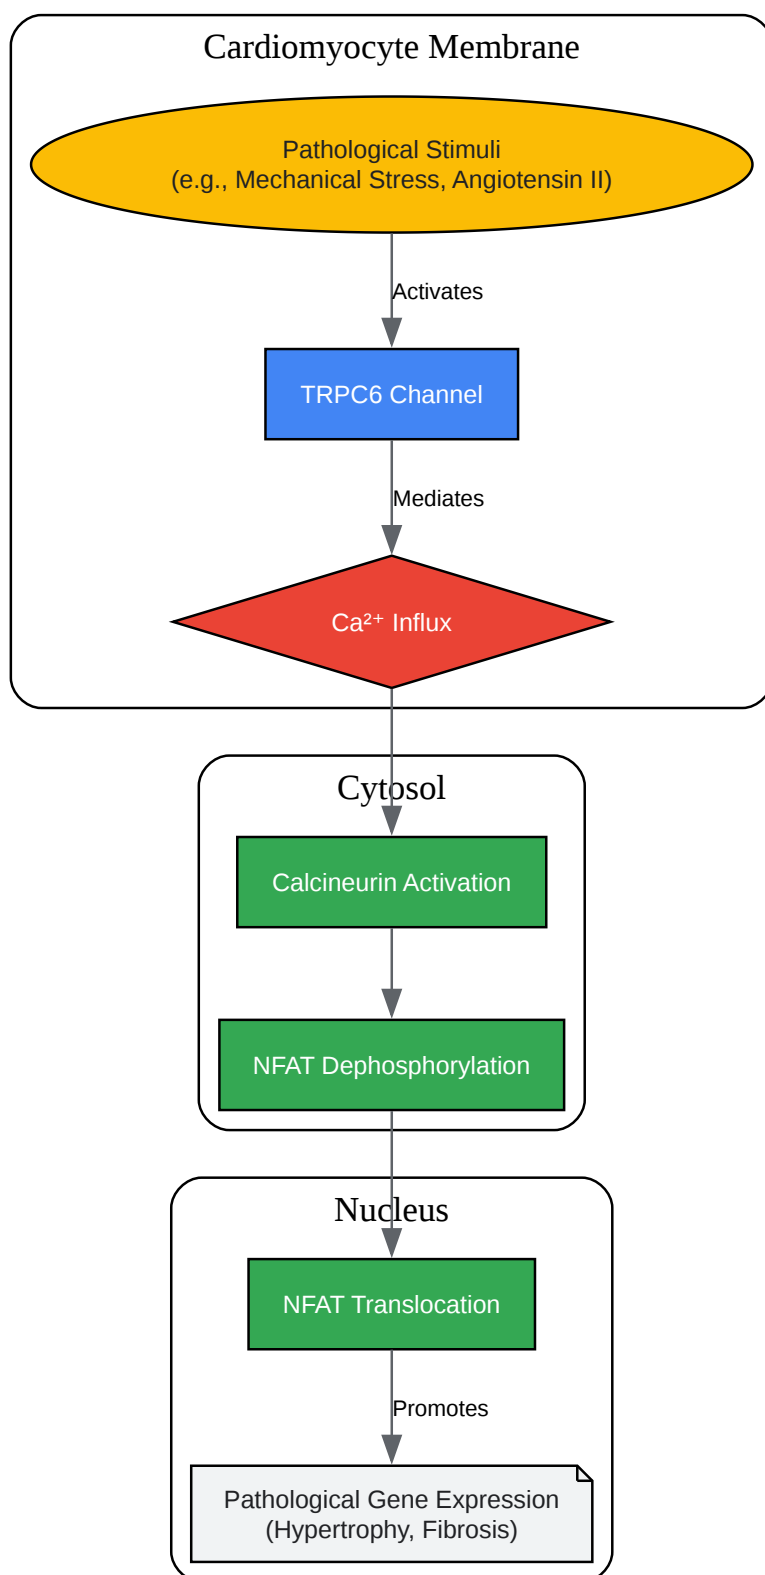 Cardiomyocyte Membrane
Pathological Stimuli
(e.g., Mechanical Stress, Angiotensin II)
Activates
TRPC6 Channel
Mediates
Ca²⁺ Influx
Cytosol
Calcineurin Activation
NFAT Dephosphorylation
Nucleus
NFAT Translocation
Promotes
Pathological Gene Expression
(Hypertrophy, Fibrosis)